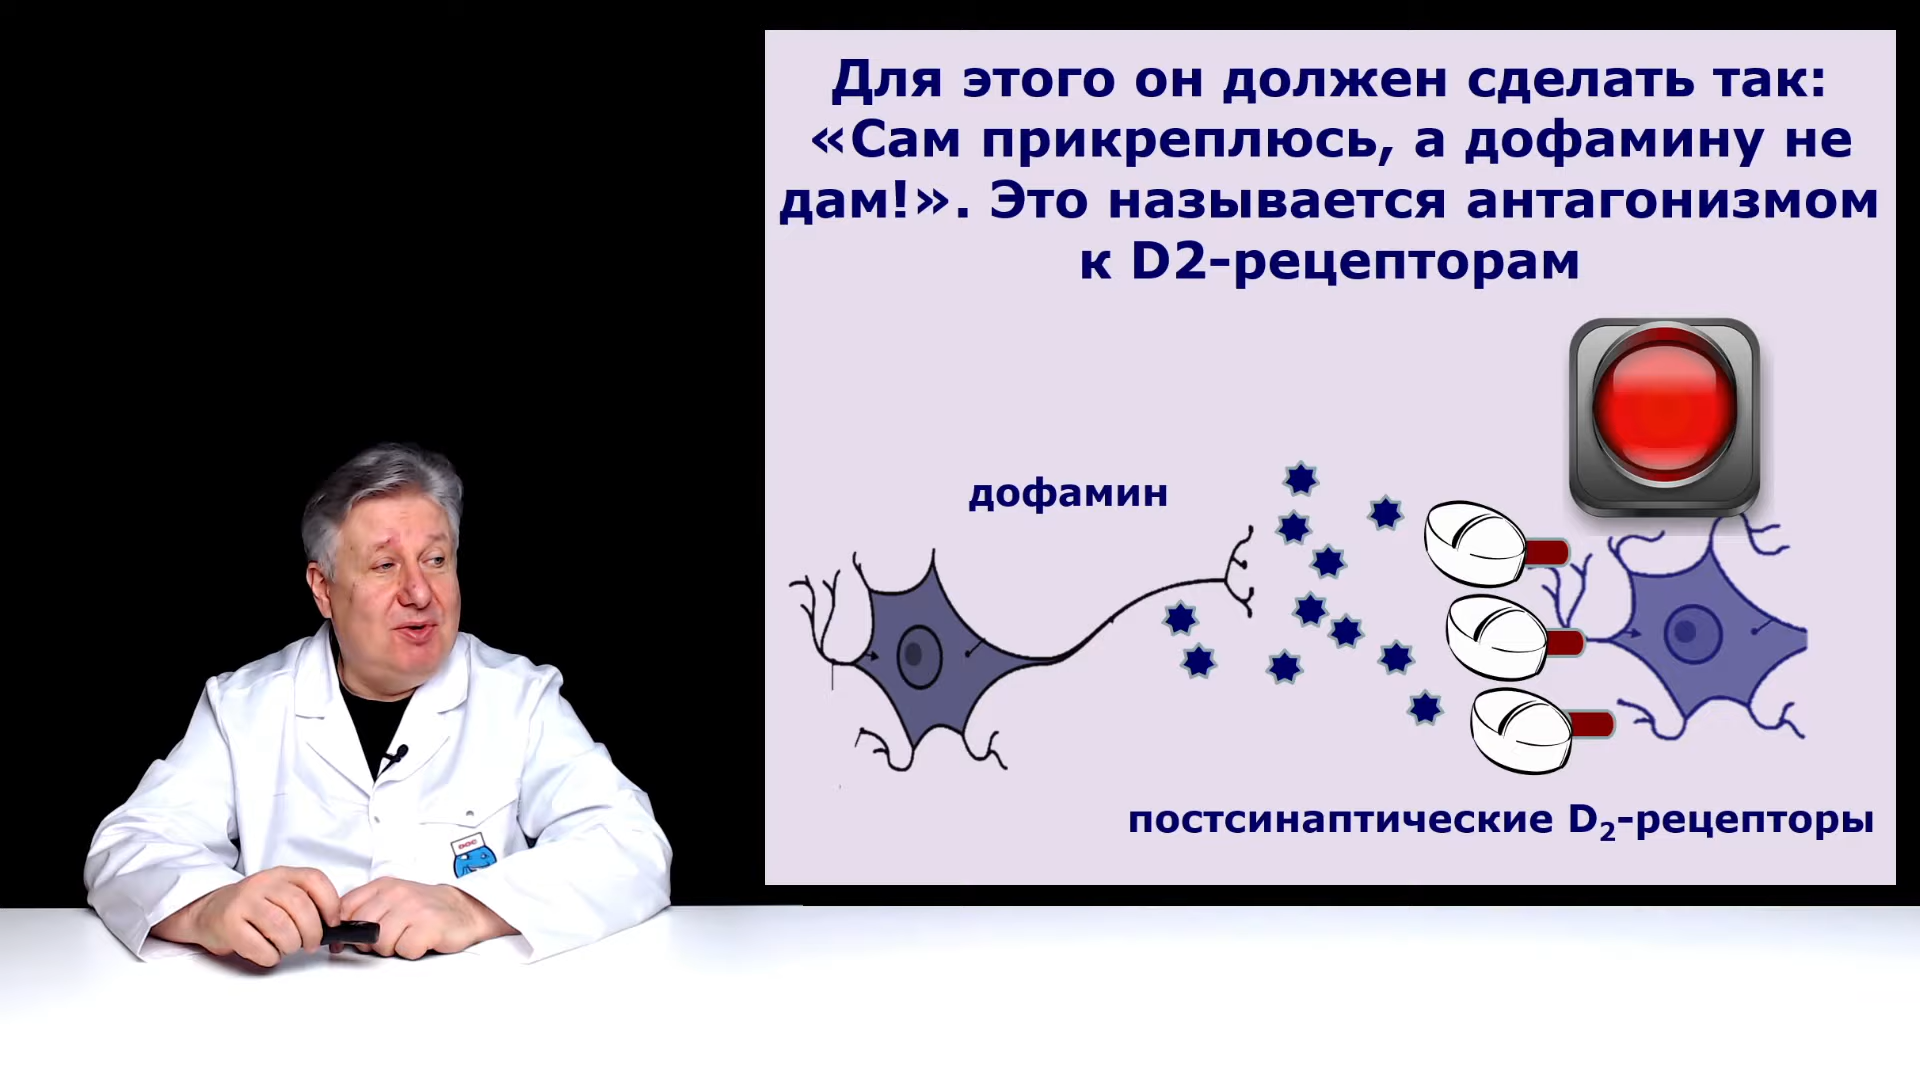 Для этого он должен сделать так:
«Сам прикреплюсь, а дофамину не
дам!». Это называется антагонизмом
к D2-рецепторам
дофамин
постсинаптические D₂-рецепторы
DOC